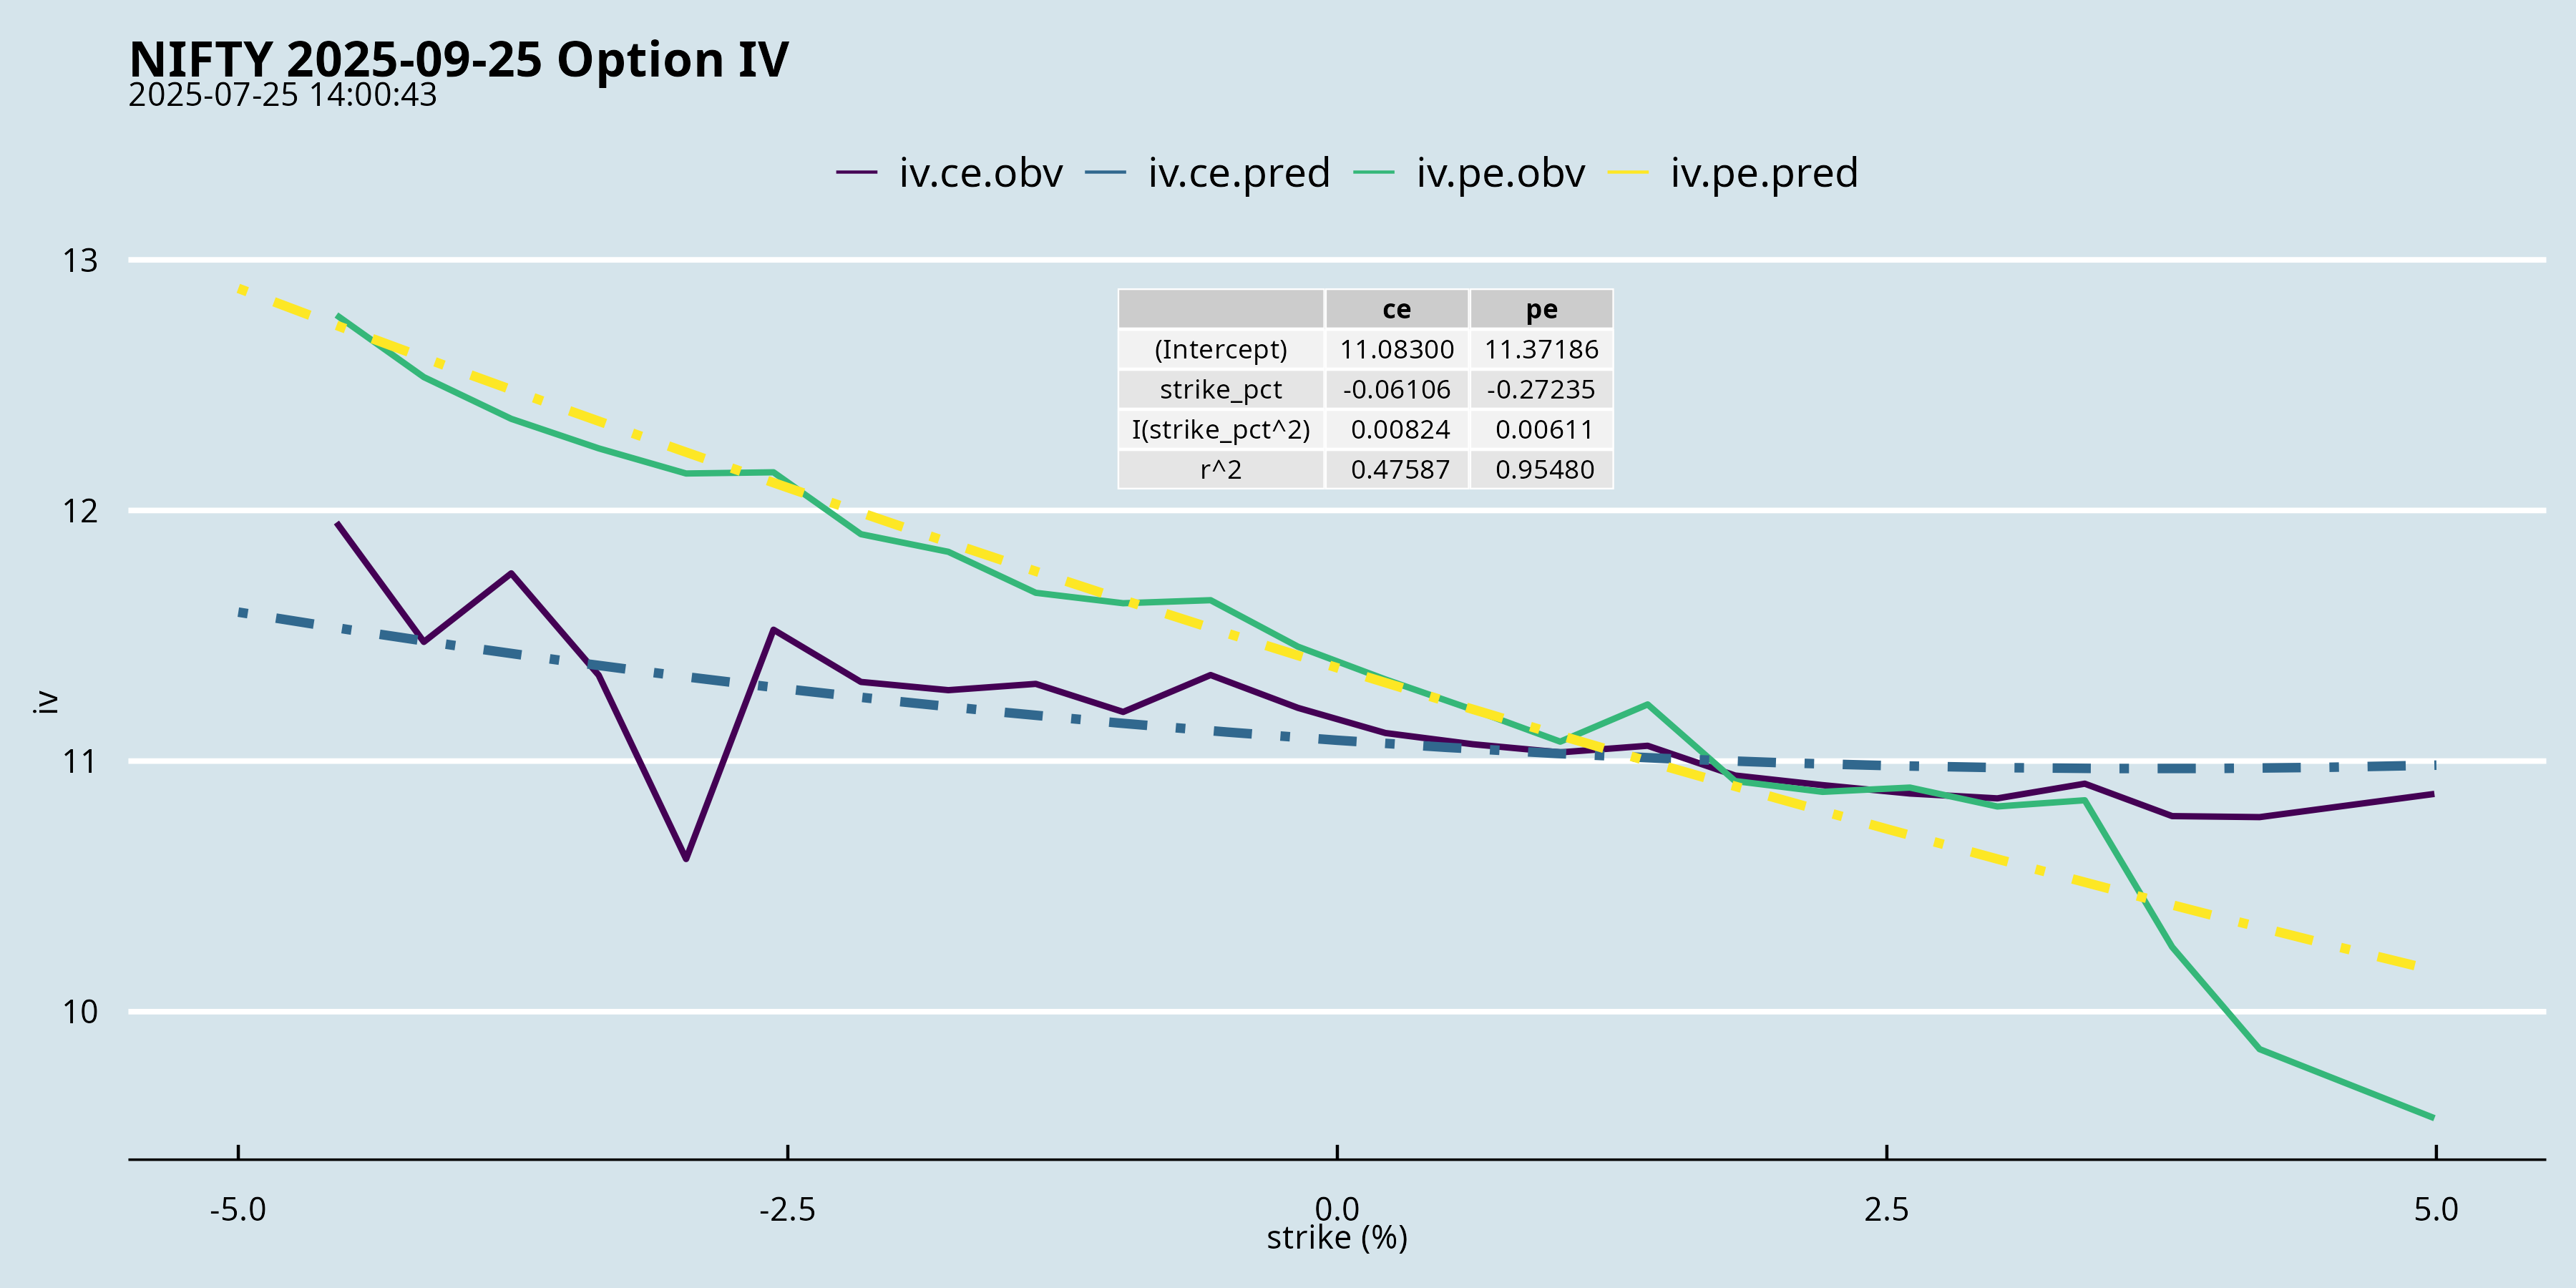 NIFTY 2025-09-25 Option IV
2025-07-25 14:00:43
iv.ce.obv iv.ce.pred iv.pe.obv iv.pe.pred
13
12
11
10
iv
ce pe
(Intercept) 11.08300 11.37186
strike_pct -0.06106 -0.27235
I(strike_pct^2) 0.00824 0.00611
r^2 0.47587 0.95480
-5.0 -2.5 0.0 2.5 5.0
strike (%)